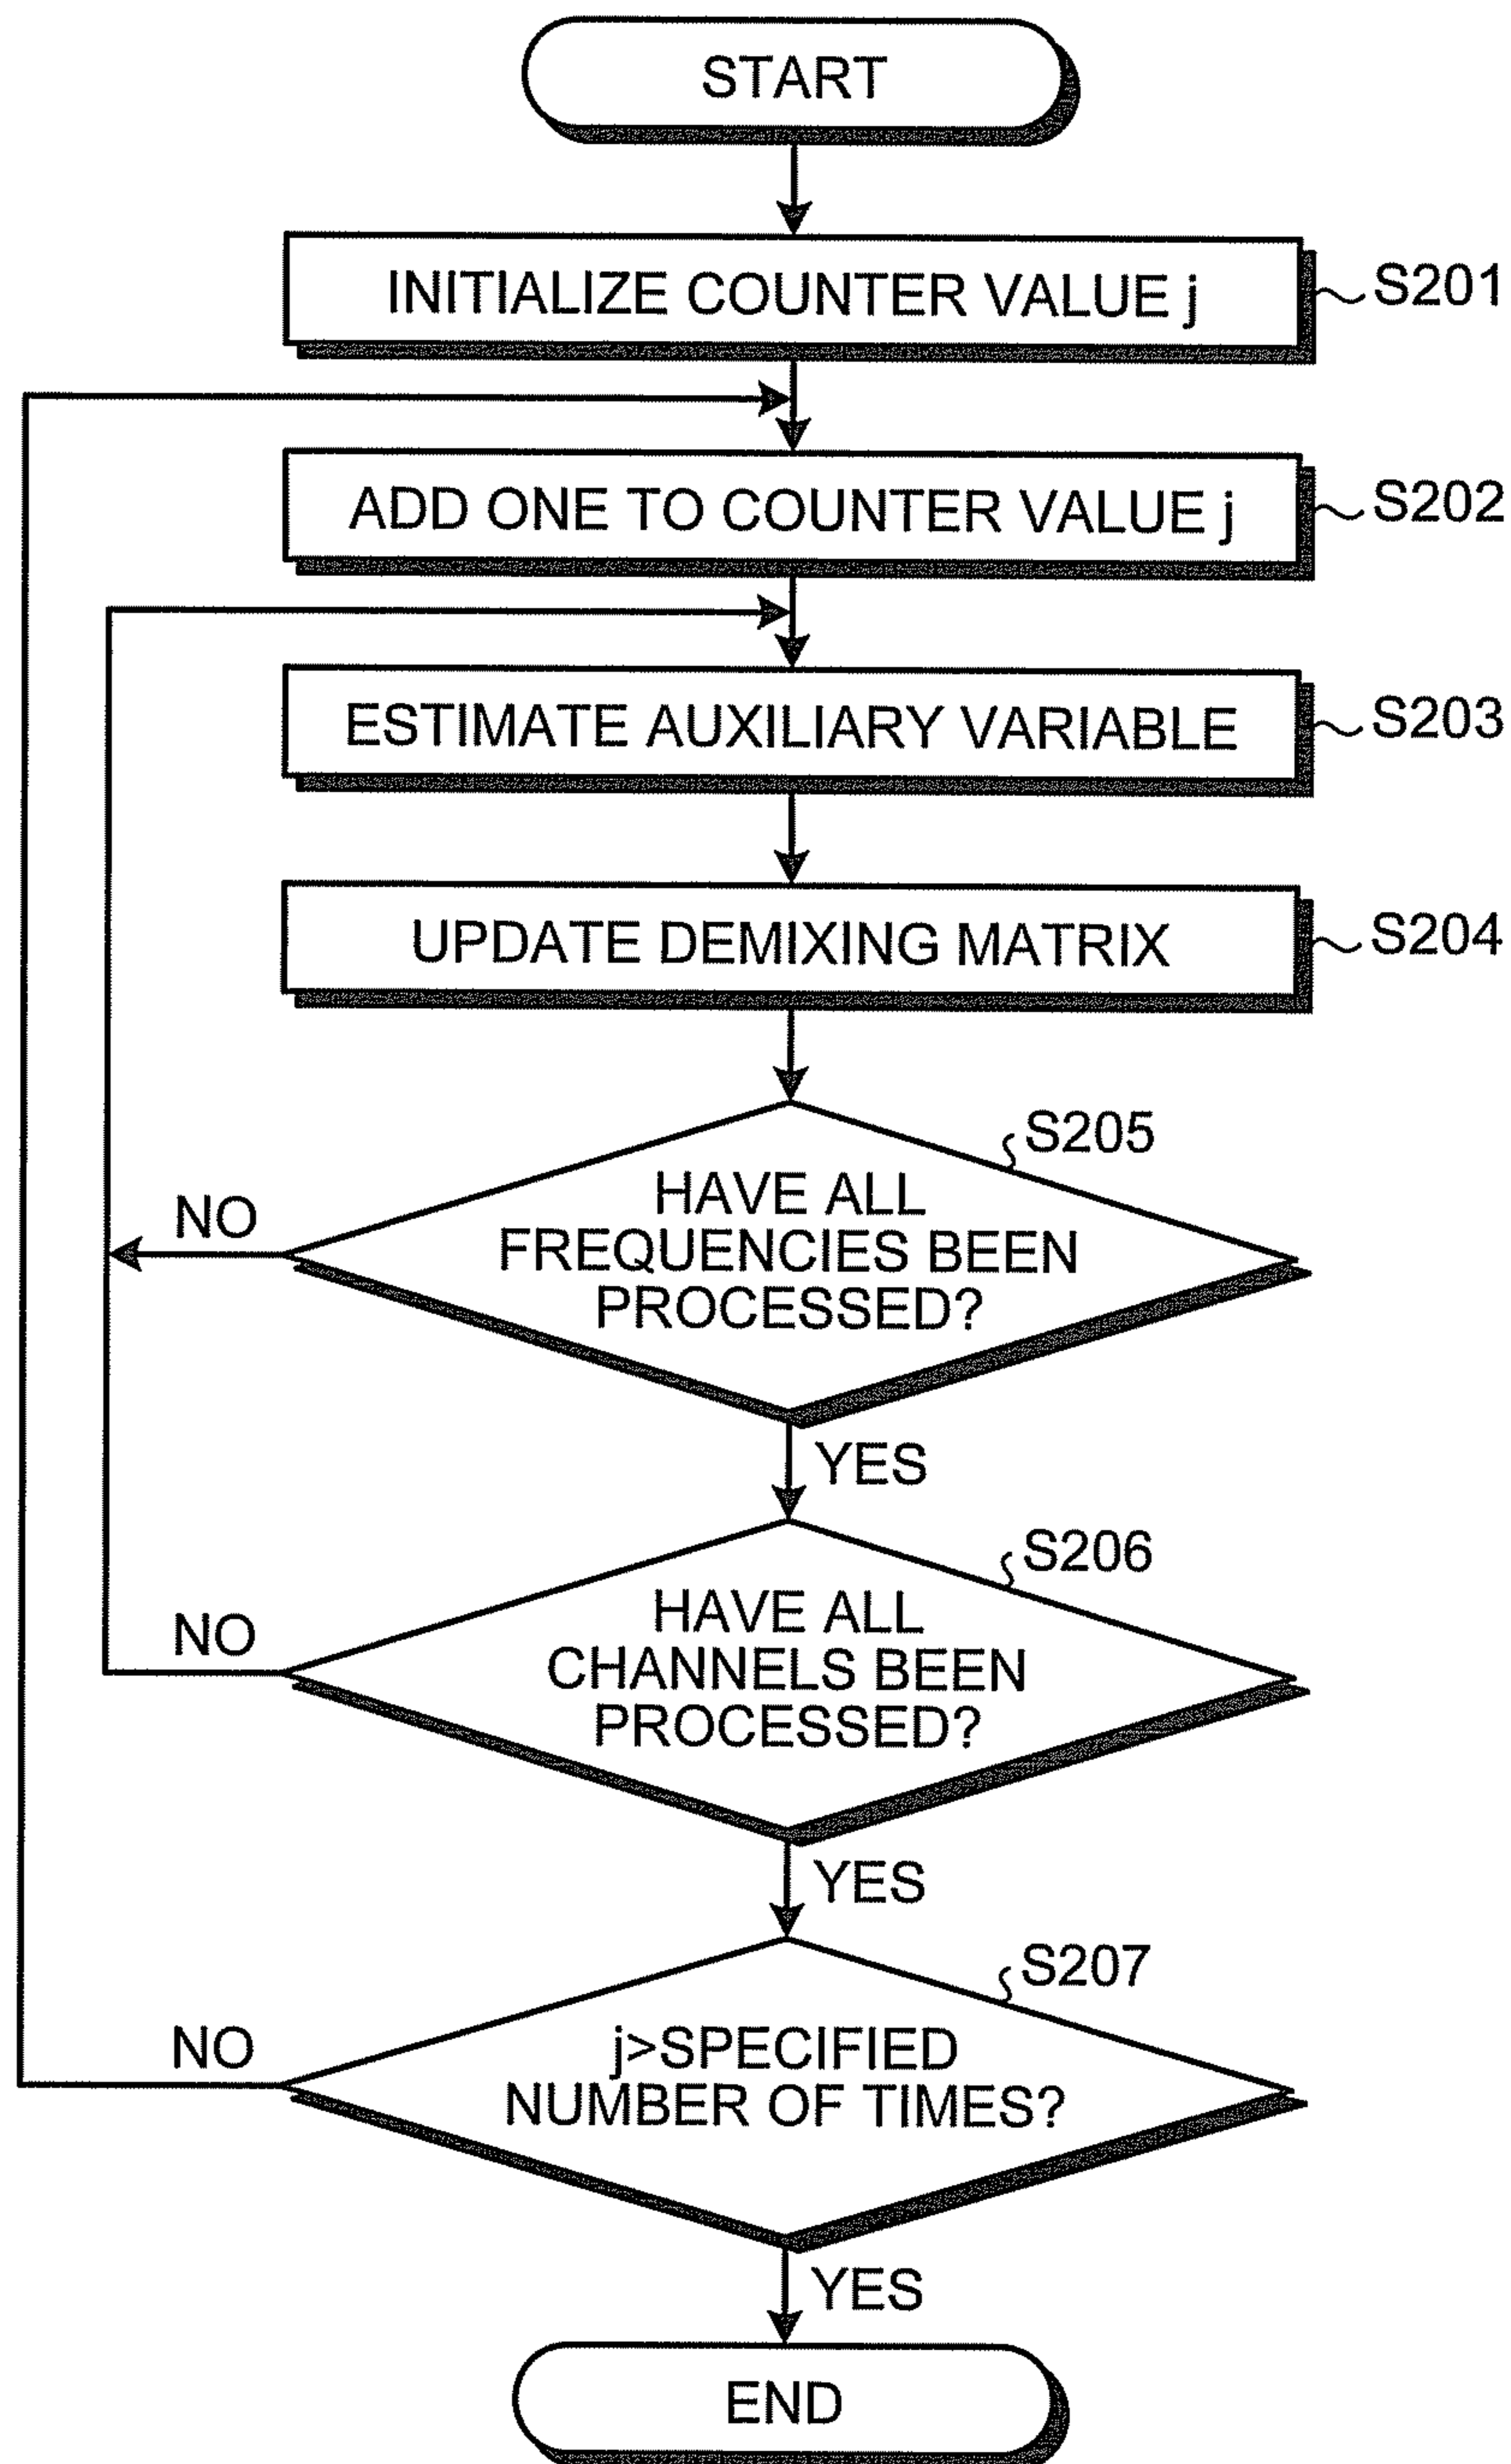 START
INITIALIZE COUNTER VALUE j
S201
ADD ONE TO COUNTER VALUE j
S202
ESTIMATE AUXILIARY VARIABLE
S203
UPDATE DEMIXING MATRIX
S204
S205
HAVE ALL
FREQUENCIES BEEN
PROCESSED?
NO
YES
S206
HAVE ALL
CHANNELS BEEN
PROCESSED?
NO
YES
S207
j>SPECIFIED
NUMBER OF TIMES?
NO
YES
END